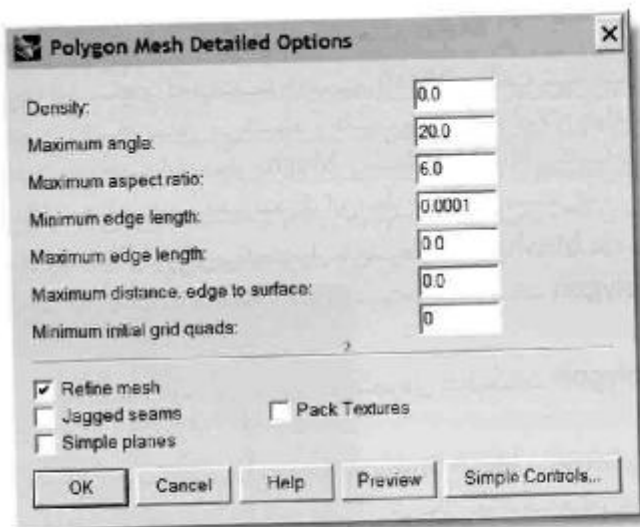 Polygon Mesh Detailed Options
Density: 0.0
Maximum angle: 20.0
Maximum aspect ratio: 6.0
Minimum edge length: 0.0001
Maximum edge length: 0.0
Maximum distance, edge to surface: 0.0
Minimum initial grid quads: 0
Refine mesh
Jagged seams Pack Textures
Simple planes
OK Cancel Help Preview Simple Controls...